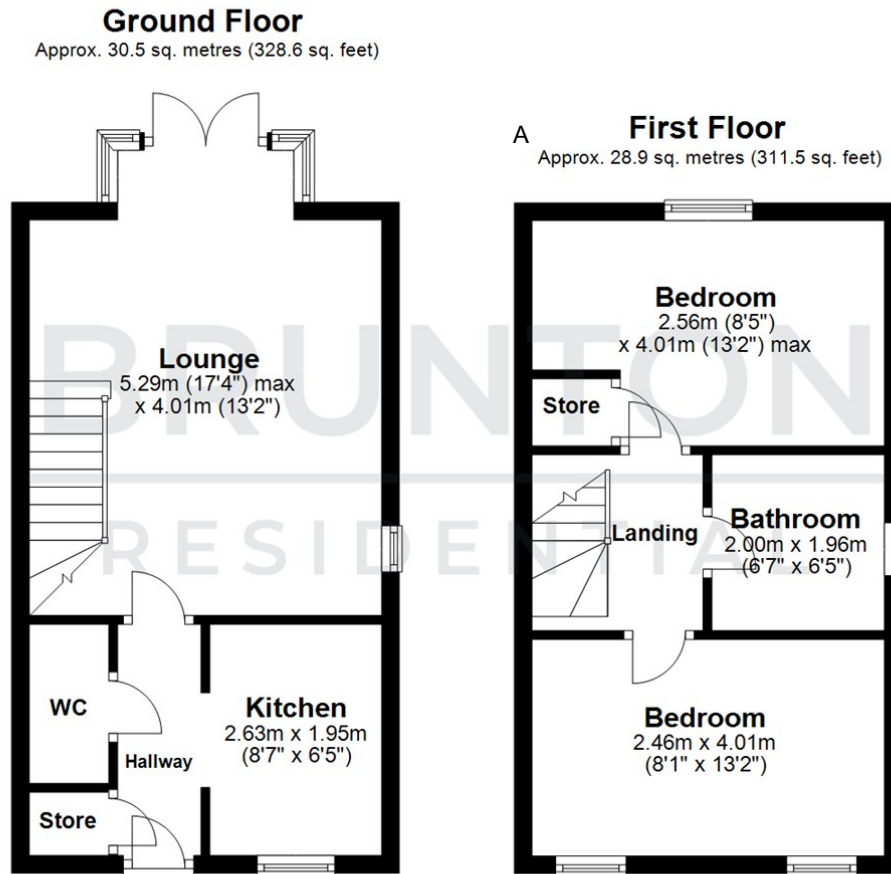 Ground Floor
Approx. 30.5 sq. metres (328.6 sq. feet)
Lounge
5.29m (17'4") max
x 4.01m (13'2")
WC
Hallway
Kitchen
2.63m x 1.95m
(8'7" x 6'5")
Store
A
First Floor
Approx. 28.9 sq. metres (311.5 sq. feet)
Bedroom
2.56m (8'5")
x 4.01m (13'2") max
Store
Landing
Bathroom
2.00m x 1.96m
(6'7" x 6'5")
Bedroom
2.46m x 4.01m
(8'1" x 13'2")
BRUNTON
RESIDENTIAL